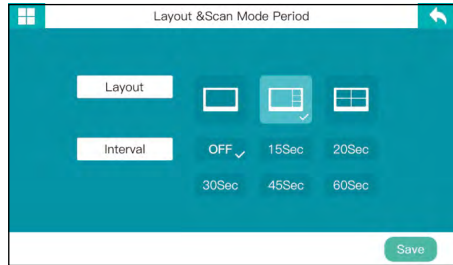 Layout &Scan Mode Period
Layout
Interval
OFF
15Sec
20Sec
30Sec
45Sec
60Sec
Save